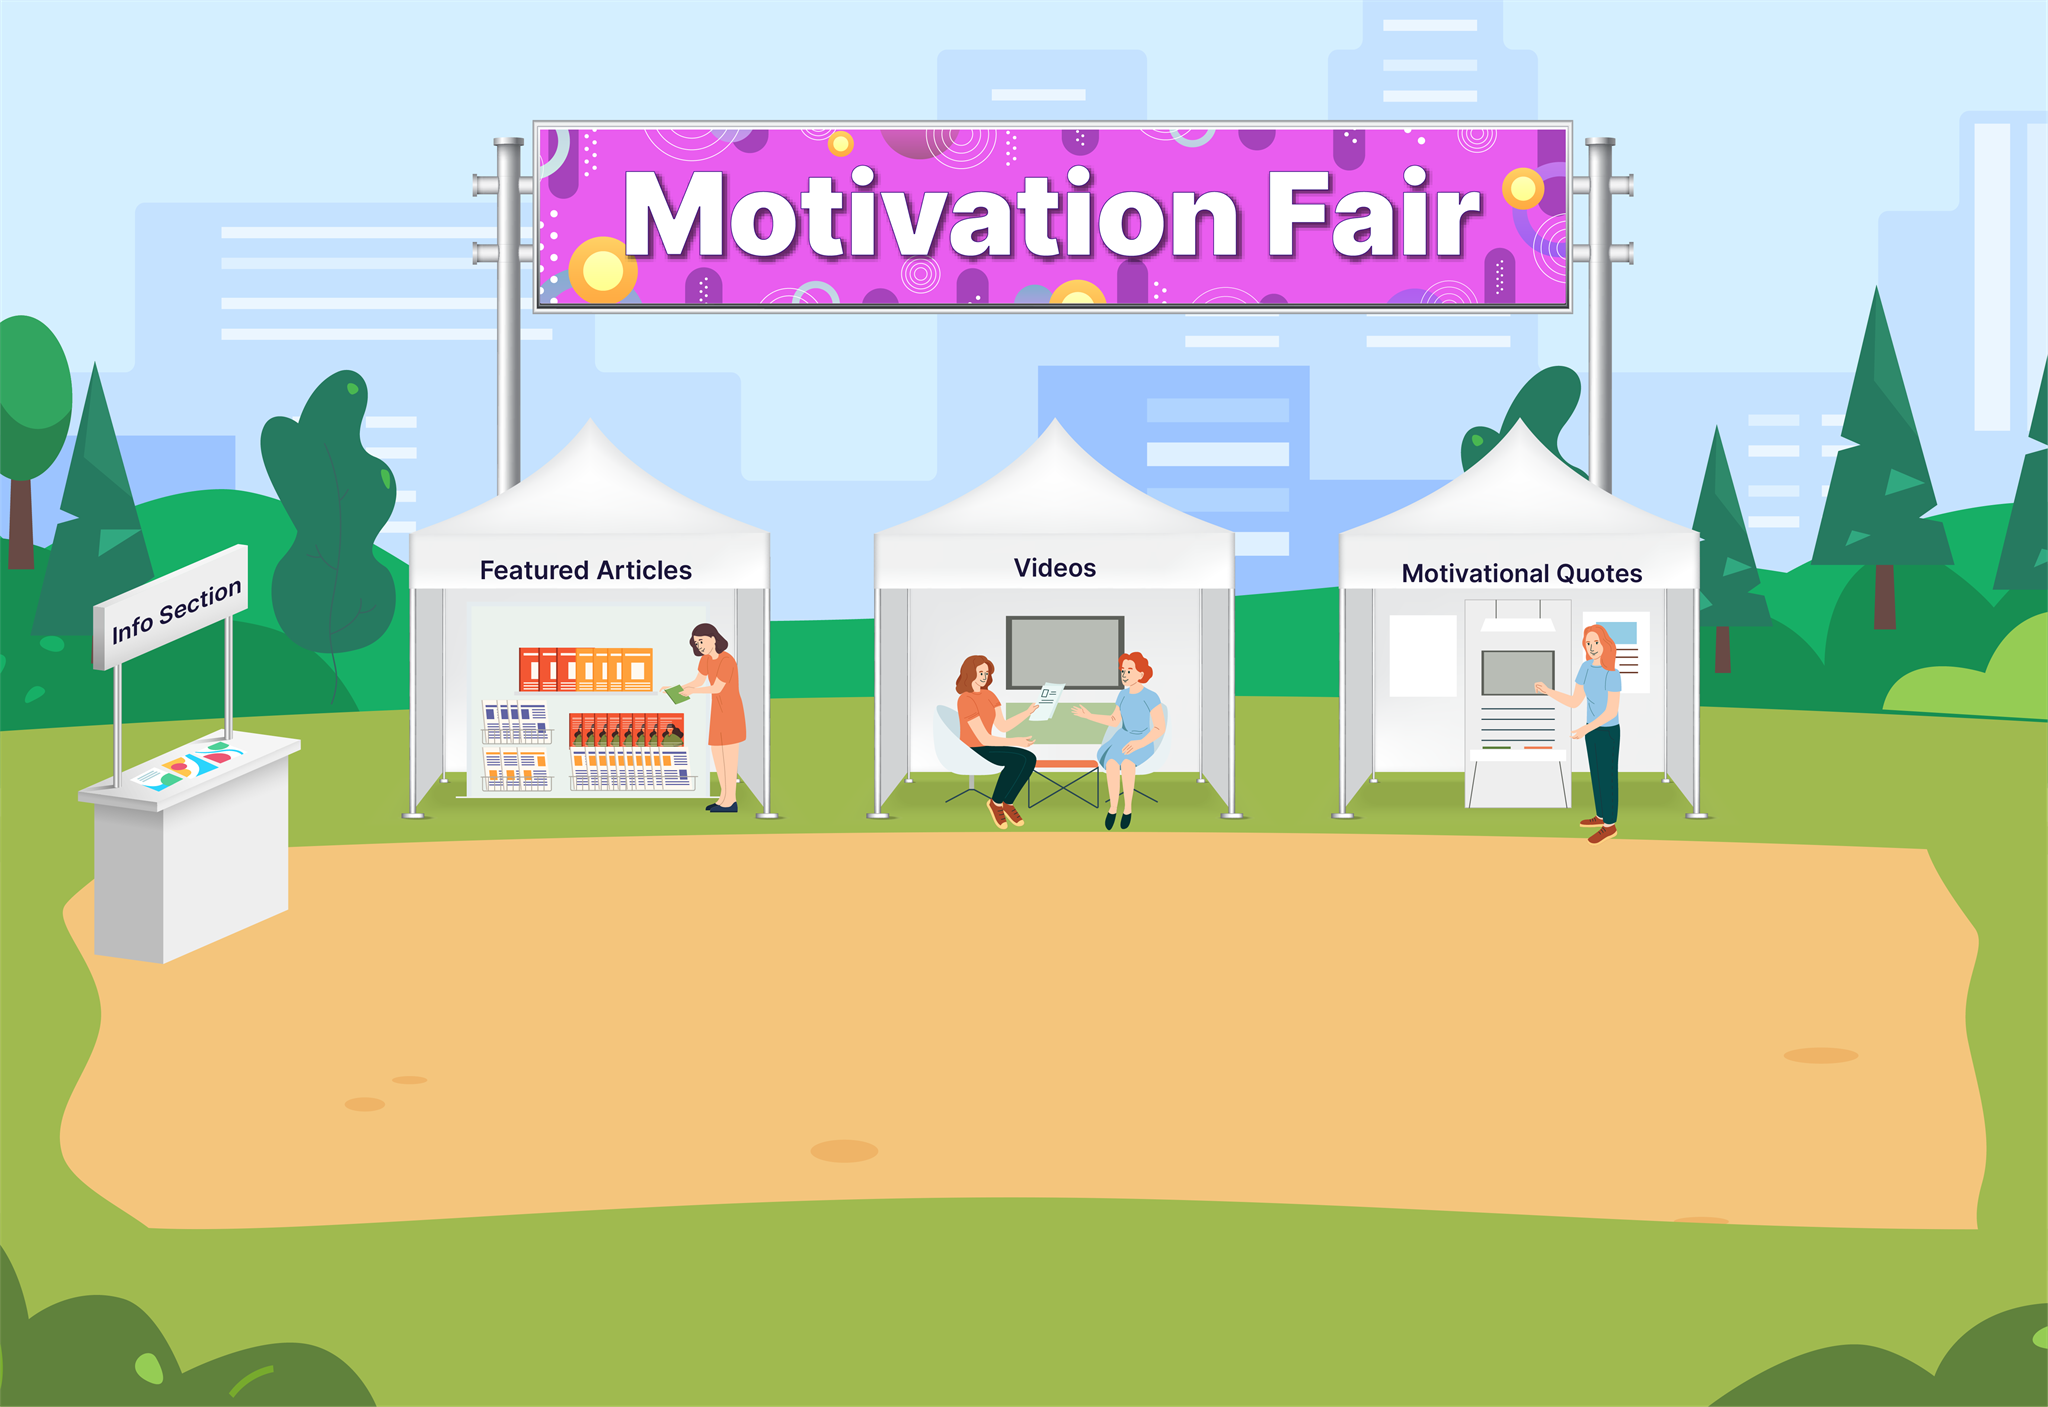 Motivation Fair
Featured Articles
Videos
Motivational Quotes
Info Section